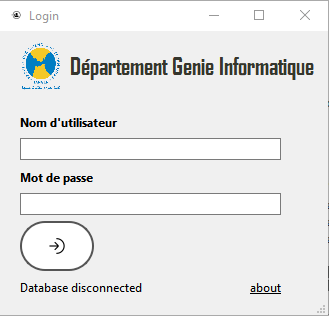 Login
Département Genie Informatique
Nom d'utilisateur
Mot de passe
Database disconnected
about